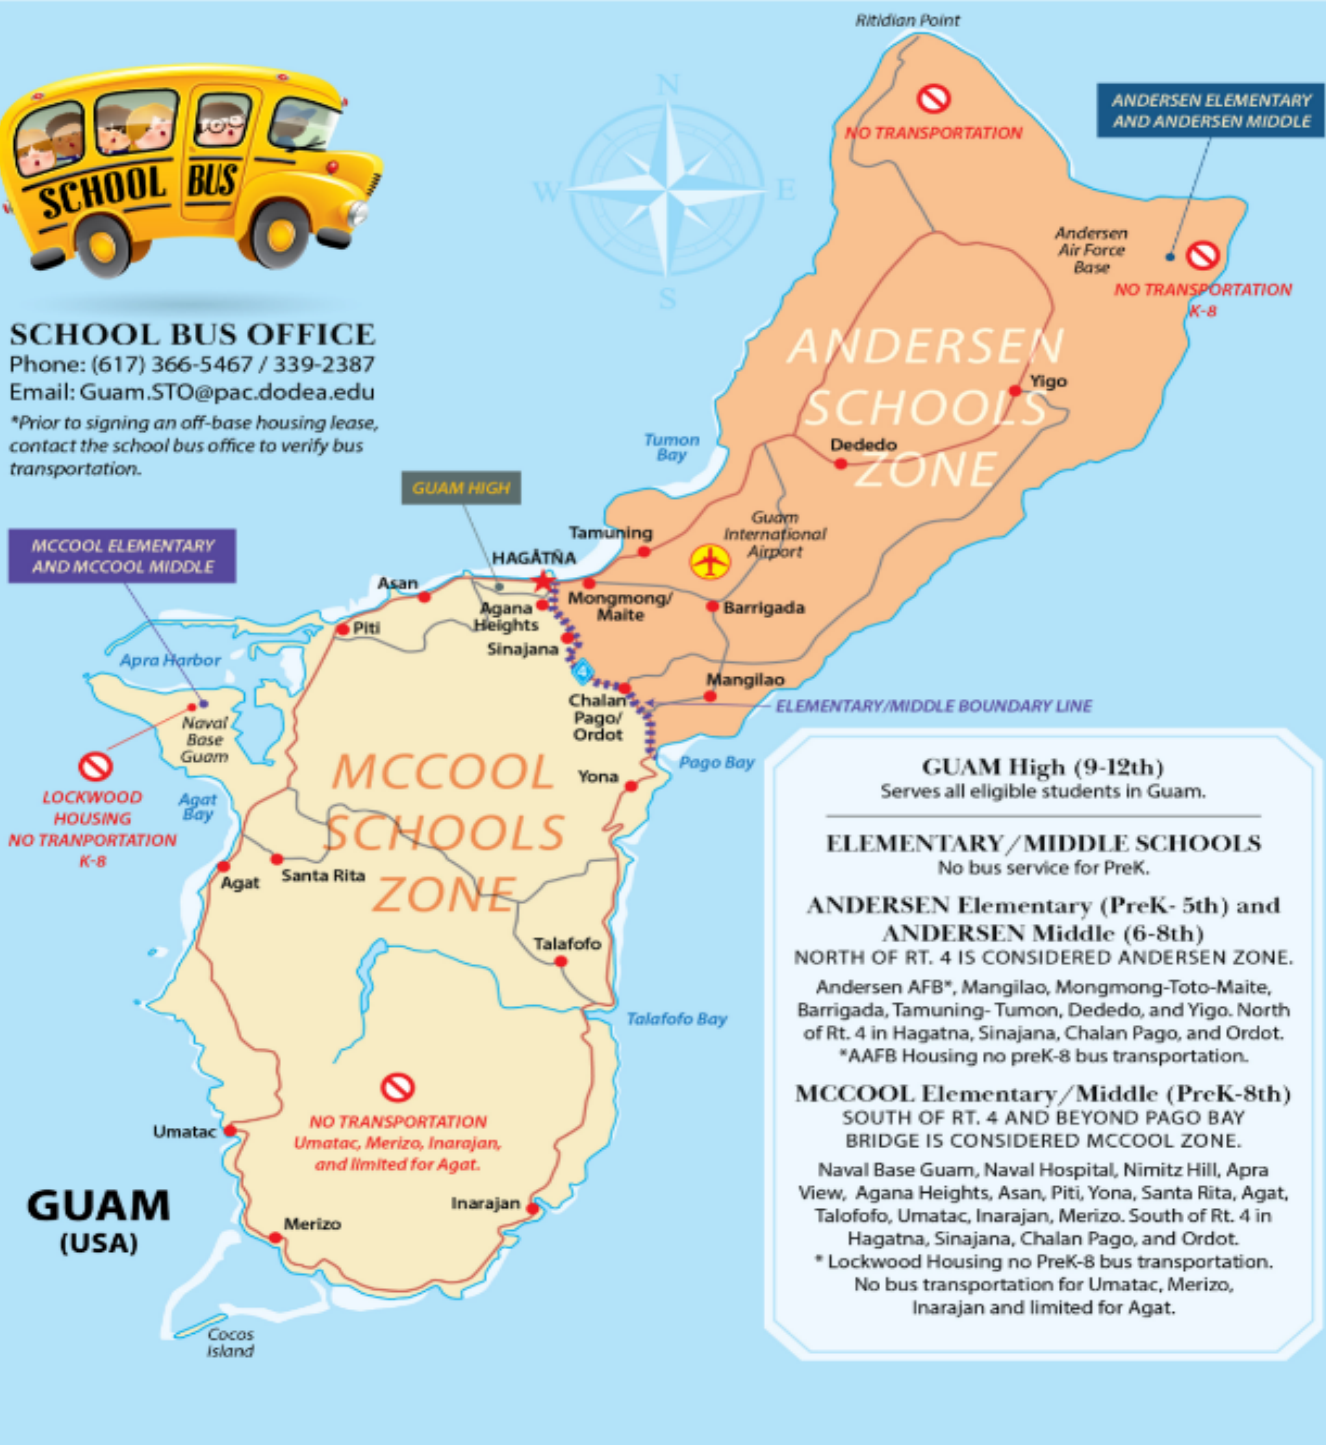 Ritidian Point
NO TRANSPORTATION
ANDERSEN ELEMENTARY
AND ANDERSEN MIDDLE
N
W
E
S
SCHOOL BUS
Andersen
Air Force
Base
NO TRANSPORTATION
K-8
SCHOOL BUS OFFICE
Phone: (617) 366-5467 / 339-2387
Email: Guam.STO@pac.dodea.edu
*Prior to signing an off-base housing lease,
contact the school bus office to verify bus
transportation.
ANDERSEN
SCHOOLS
ZONE
Yigo
Dededo
Tumon
Bay
GUAM HIGH
Guam
International
Airport
Tamuning
HAGÅTÑA
MCCOOL ELEMENTARY
AND MCCOOL MIDDLE
Asan
Agana
Heights
Mongmong/
Maite
Barrigada
Piti
Sinajana
Apra Harbor
4
Mangilao
Chalan
Pago/
Ordot
ELEMENTARY/MIDDLE BOUNDARY LINE
Naval
Base
Guam
Pago Bay
Yona
MCCOOL
SCHOOLS
ZONE
LOCKWOOD
HOUSING
NO TRANPORTATION
K-8
Agat
Bay
Agat
Santa Rita
Talafofo
Talafofo Bay
NO TRANSPORTATION
Umatac, Merizo, Inarajan,
and limited for Agat.
Umatac
Inarajan
Merizo
GUAM
(USA)
Cocos
Island
GUAM High (9-12th)
Serves all eligible students in Guam.
ELEMENTARY/MIDDLE SCHOOLS
No bus service for PreK.
ANDERSEN Elementary (PreK- 5th) and
ANDERSEN Middle (6-8th)
NORTH OF RT. 4 IS CONSIDERED ANDERSEN ZONE.
Andersen AFB*, Mangilao, Mongmong-Toto-Maite,
Barrigada, Tamuning- Tumon, Dededo, and Yigo. North
of Rt. 4 in Hagatna, Sinajana, Chalan Pago, and Ordot.
*AAFB Housing no preK-8 bus transportation.
MCCOOL Elementary/Middle (PreK-8th)
SOUTH OF RT. 4 AND BEYOND PAGO BAY
BRIDGE IS CONSIDERED MCCOOL ZONE.
Naval Base Guam, Naval Hospital, Nimitz Hill, Apra
View, Agana Heights, Asan, Piti, Yona, Santa Rita, Agat,
Talofofo, Umatac, Inarajan, Merizo. South of Rt. 4 in
Hagatna, Sinajana, Chalan Pago, and Ordot.
* Lockwood Housing no PreK-8 bus transportation.
No bus transportation for Umatac, Merizo,
Inarajan and limited for Agat.